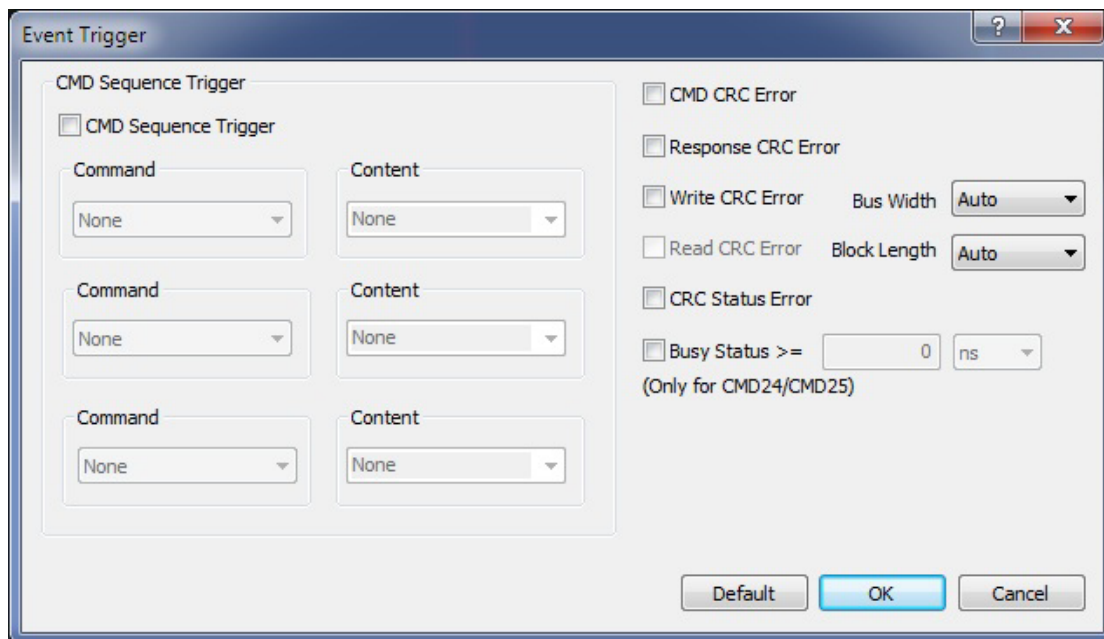 Event Trigger
?
X
CMD Sequence Trigger
CMD Sequence Trigger
Command
Content
None
None
Command
Content
None
None
Command
Content
None
None
CMD CRC Error
Response CRC Error
Write CRC Error Bus Width Auto
Read CRC Error Block Length Auto
CRC Status Error
Busy Status >= 0 ns
(Only for CMD24/CMD25)
Default OK Cancel